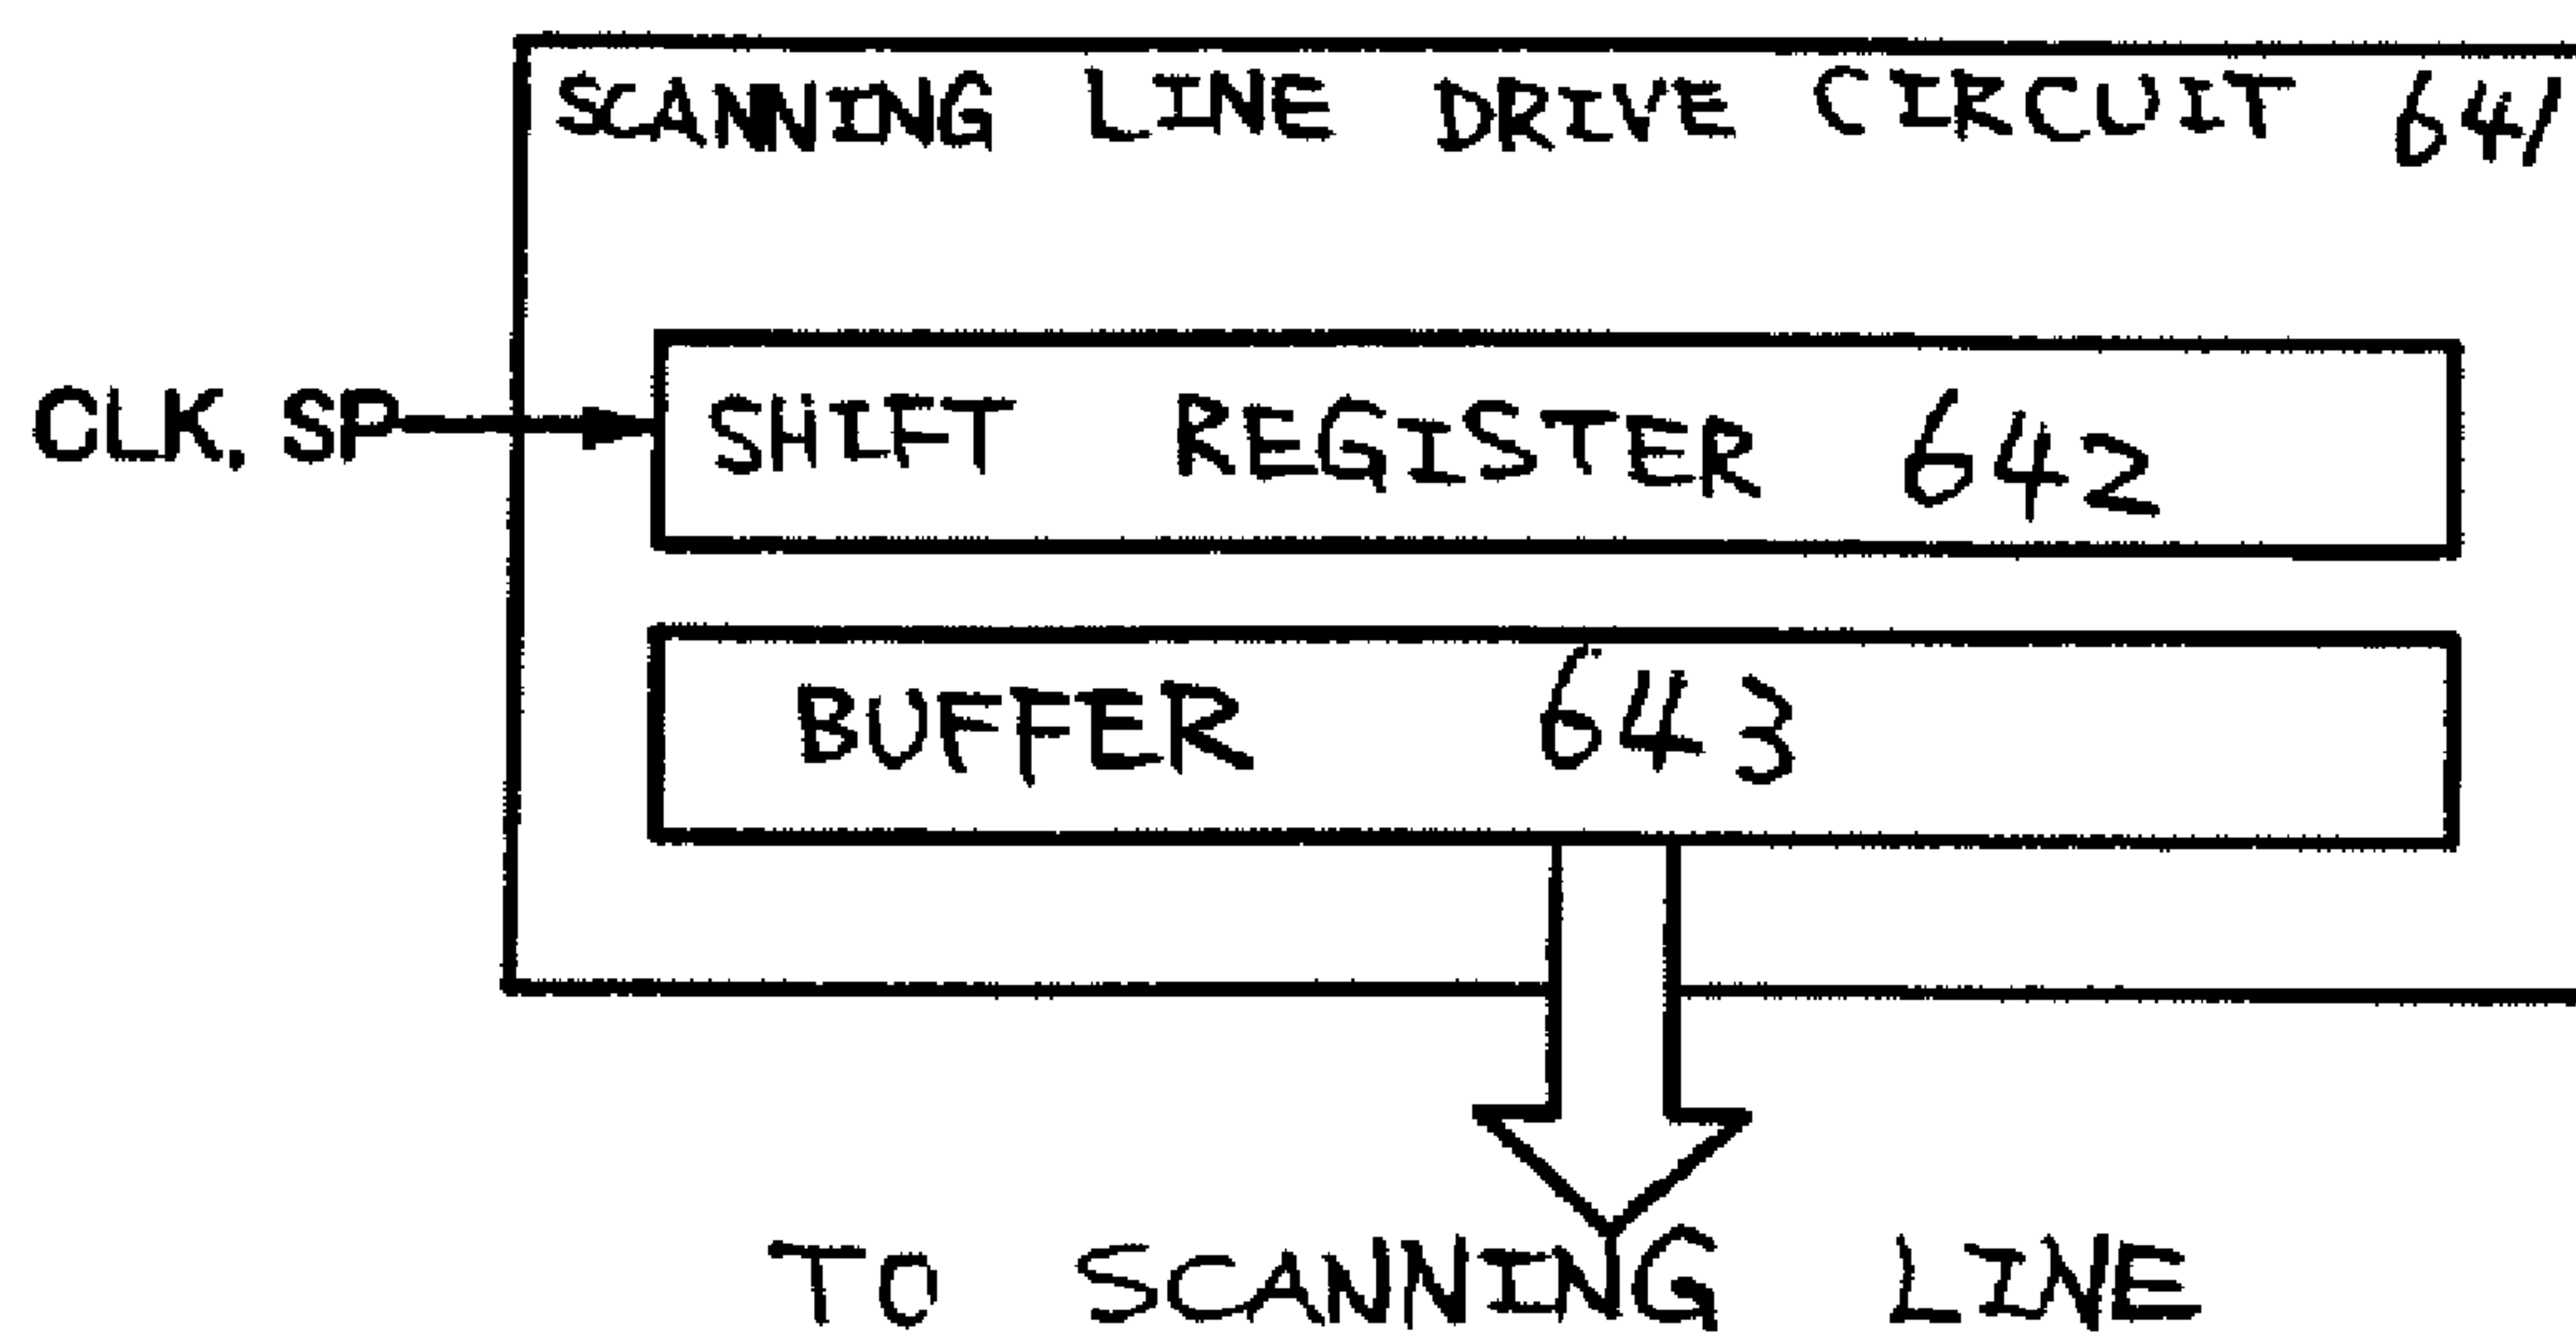 SCANNING LINE DRIVE CIRCUIT 641
CLK, SP
SHIFT REGISTER 642
BUFFER 643
TO SCANNING LINE